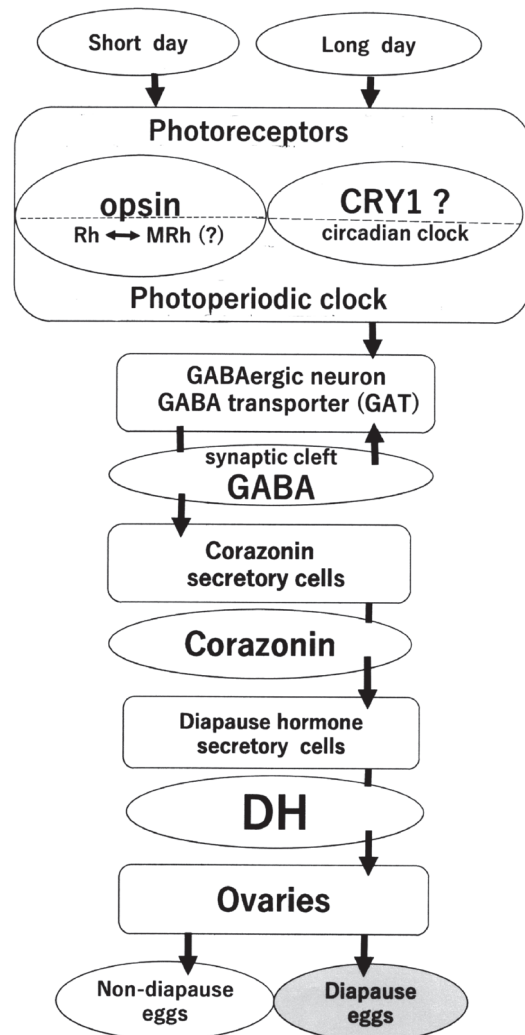 Short day
Long day
Photoreceptors
opsin
Rh ↔ MRh (?)
CRY1 ?
circadian clock
Photoperiodic clock
GABAergic neuron
GABA transporter (GAT)
synaptic cleft
GABA
Corazonin
secretory cells
Corazonin
Diapause hormone
secretory cells
DH
Ovaries
Non-diapause
eggs
Diapause
eggs